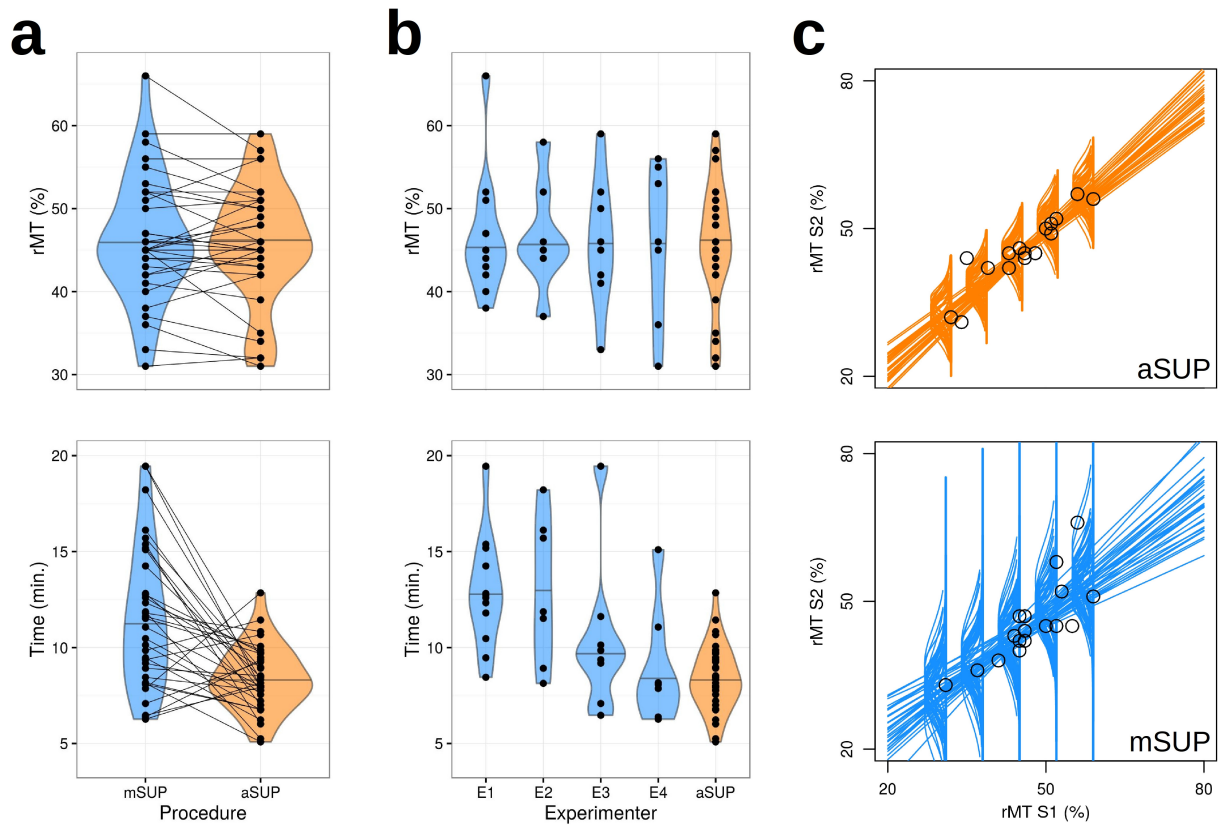 a
b
c
rMT (%)
60
50
40
30
rMT (%)
60
50
40
30
rMT S2 (%)
80
50
20
aSUP
Time (min.)
20
15
10
5
mSUP aSUP
Procedure
Time (min.)
20
15
10
5
E1 E2 E3 E4 aSUP
Experimenter
rMT S2 (%)
80
50
20
mSUP
20 50 80
rMT S1 (%)